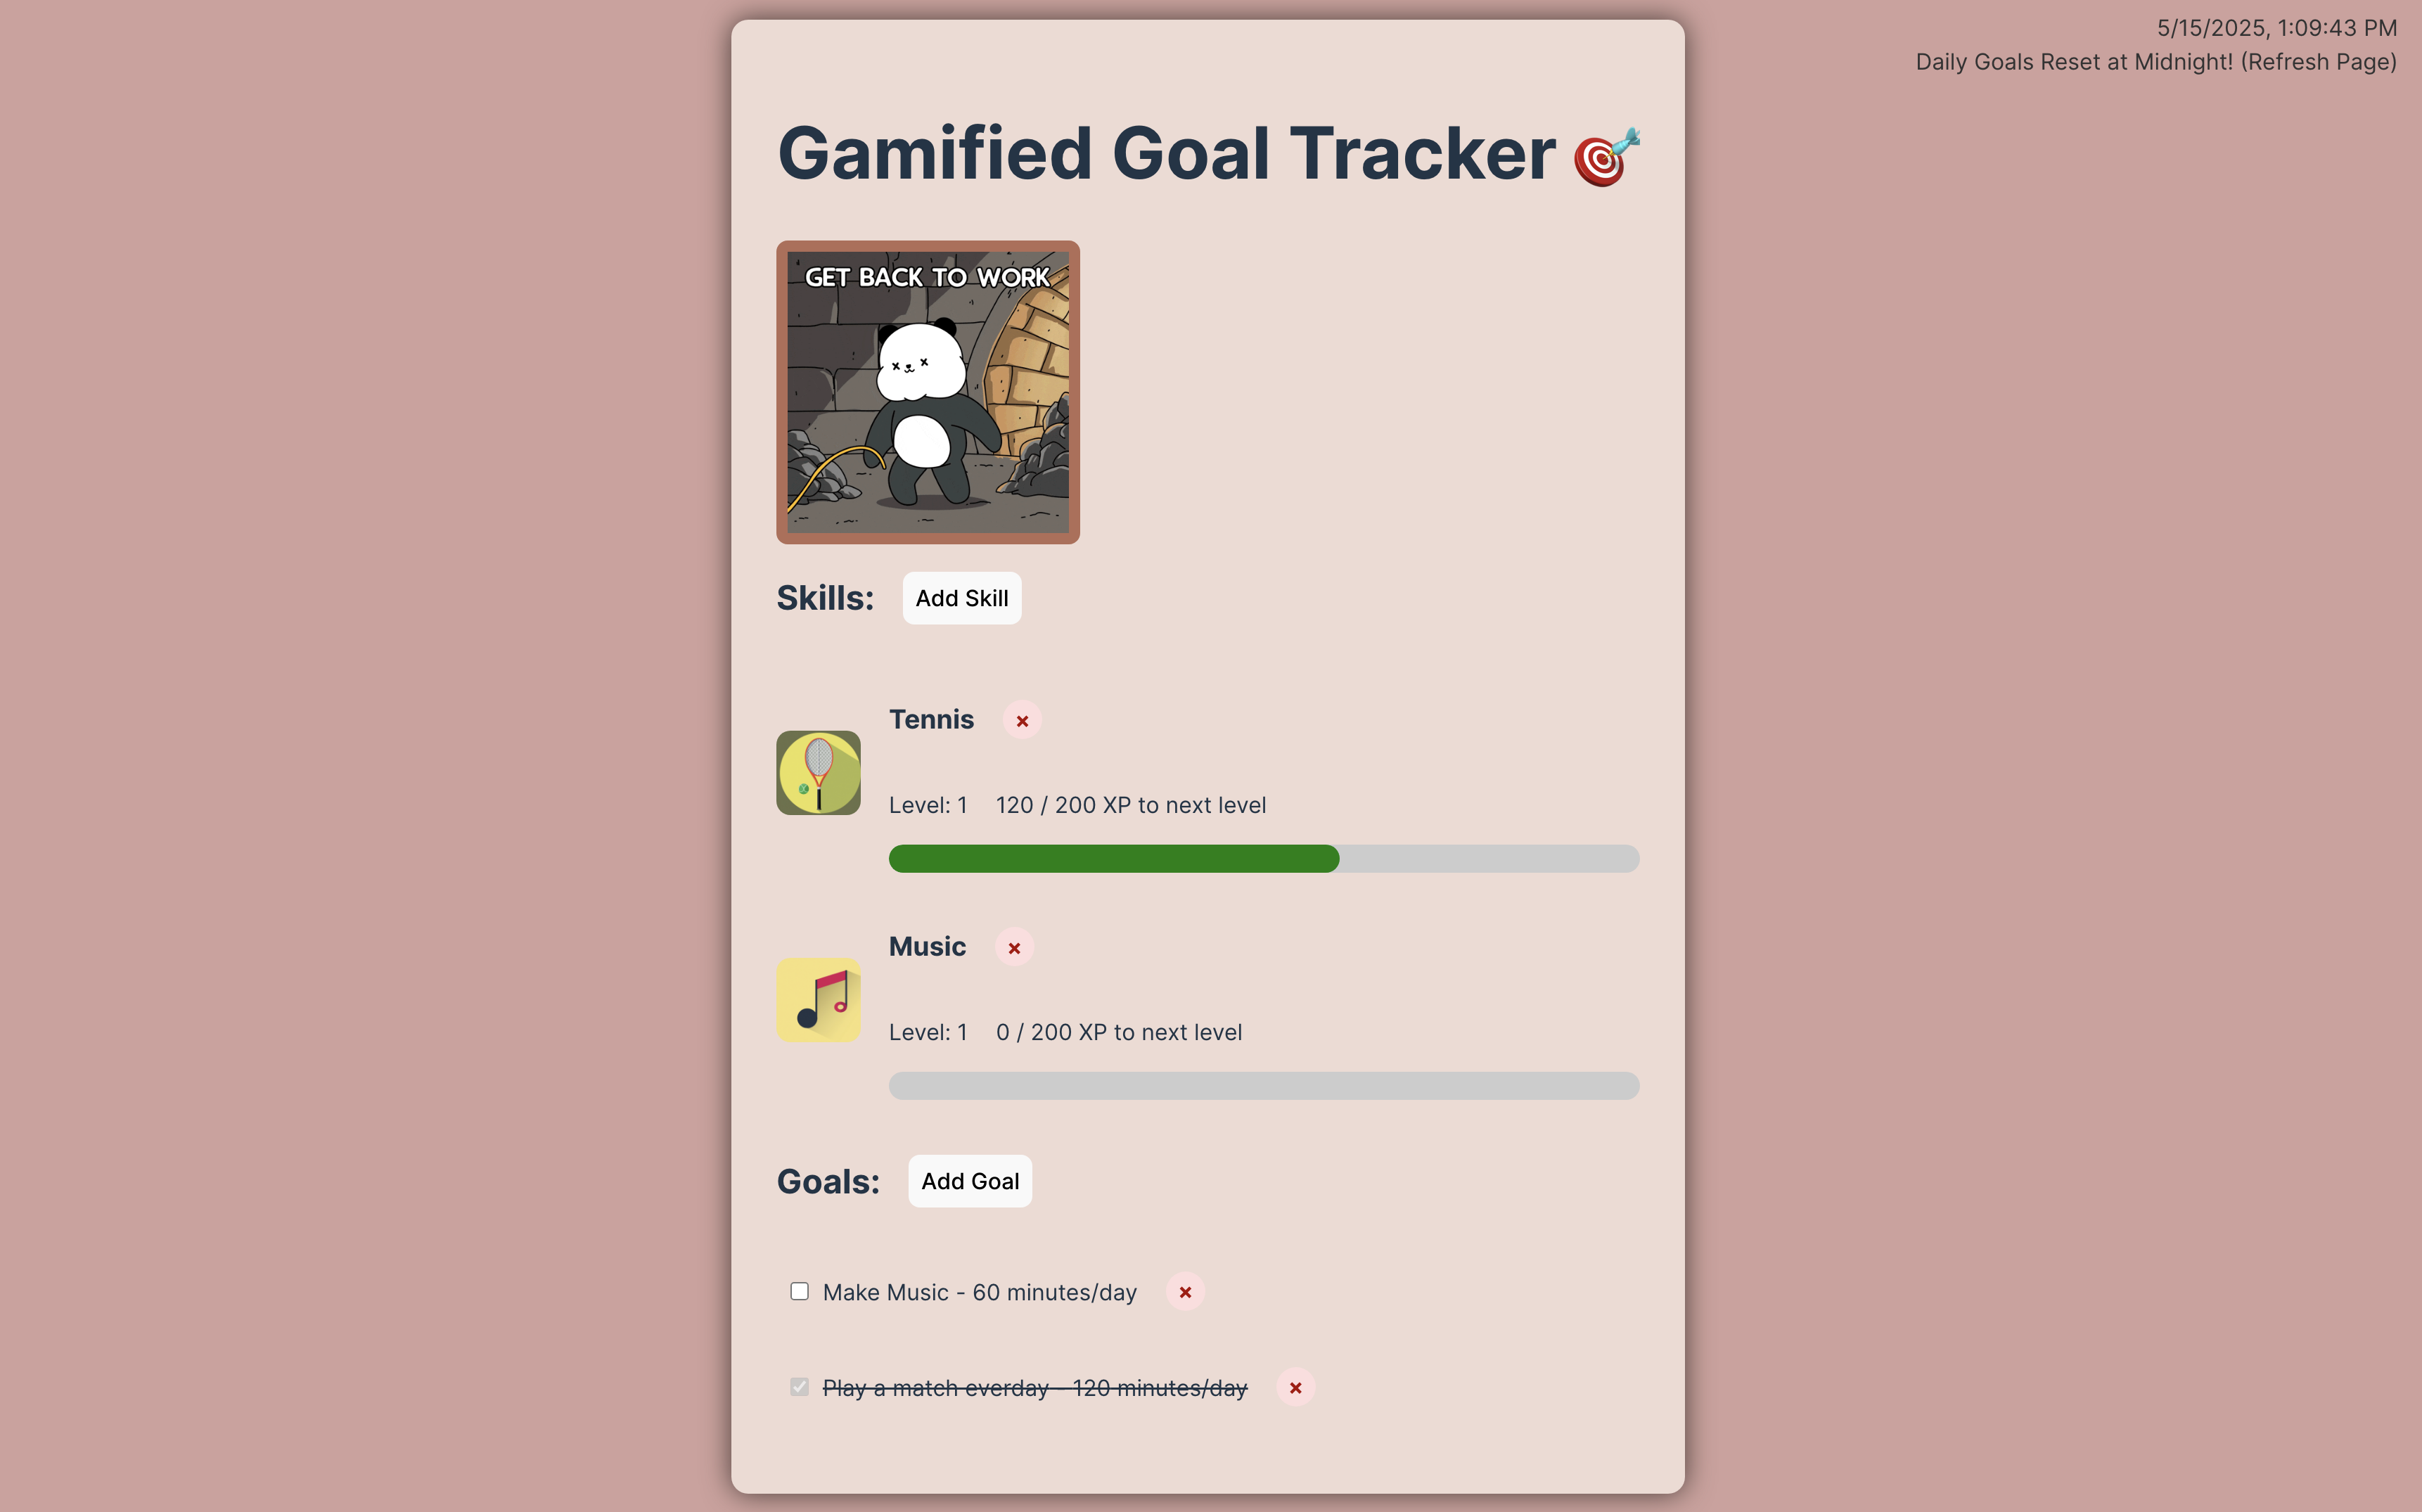 5/15/2025, 1:09:43 PM
Daily Goals Reset at Midnight! (Refresh Page)
Gamified Goal Tracker
GET BACK TO WORK
Skills: Add Skill
Tennis
Level: 1 120 / 200 XP to next level
Music
Level: 1 0 / 200 XP to next level
Goals: Add Goal
Make Music - 60 minutes/day
Play a match everday - 120 minutes/day